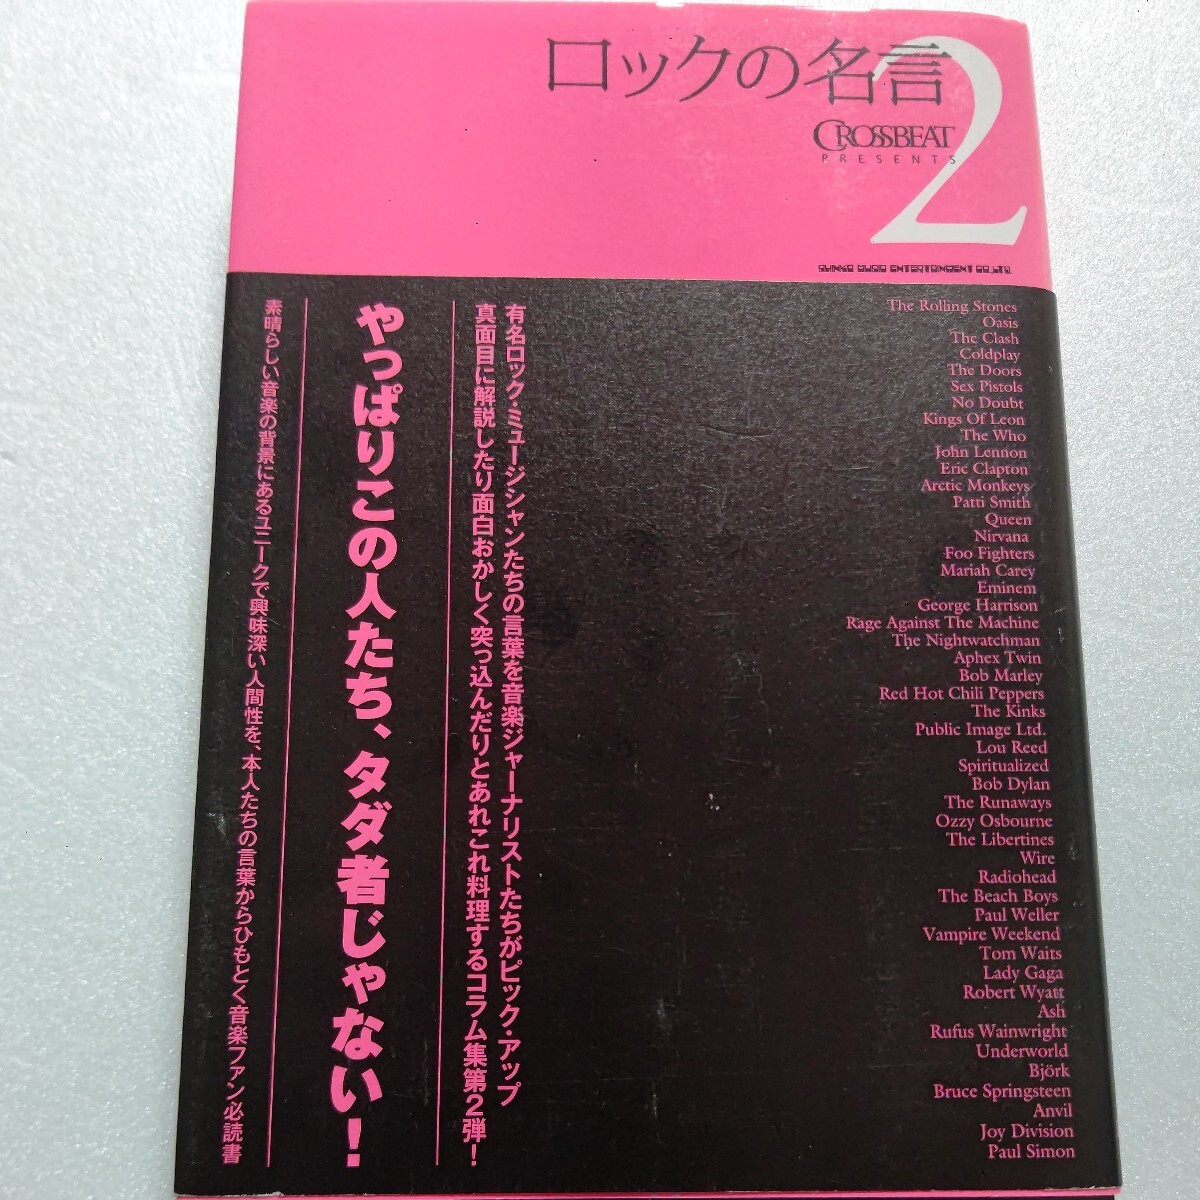 ロックの名言
2
CROSSBEAT
PRESENTS
SHINKO MUSIC ENTERTAINMENT CO.,LTD.
有名ロック・ミュージシャンたちの言葉を音楽ジャーナリストたちがピック・アップ
真面目に解説したり面白おかしく突っ込んだりとあれこれ料理するコラム集第2弾！
やっぱりこの人たち、タダ者じゃない！
素晴らしい音楽の背景にあるユニークで興味深い人間性を、本人たちの言葉からひもとく音楽ファン必読書
The Rolling Stones
Oasis
The Clash
Coldplay
The Doors
Sex Pistols
No Doubt
Kings Of Leon
The Who
John Lennon
Eric Clapton
Arctic Monkeys
Patti Smith
Queen
Nirvana
Foo Fighters
Mariah Carey
Eminem
George Harrison
Rage Against The Machine
The Nightwatchman
Aphex Twin
Bob Marley
Red Hot Chili Peppers
The Kinks
Public Image Ltd.
Lou Reed
Spiritualized
Bob Dylan
The Runaways
Ozzy Osbourne
The Libertines
Wire
Radiohead
The Beach Boys
Paul Weller
Vampire Weekend
Tom Waits
Lady Gaga
Robert Wyatt
Ash
Rufus Wainwright
Underworld
Björk
Bruce Springsteen
Anvil
Joy Division
Paul Simon